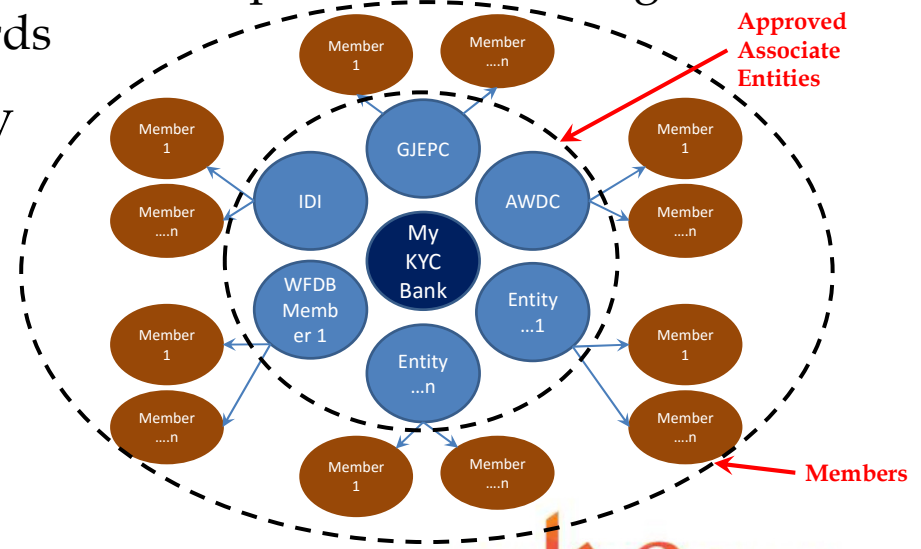 rds
Approved
Associate
Entities
Member
1
Member
….n
GJEPC
Member
1
Member
….n
IDI
AWDC
Member
1
Member
….n
My
KYC
Bank
WFDB
Memb
er 1
Entity
…1
Entity
…n
Member
1
Member
….n
Member
1
Member
….n
Member
1
Member
….n
Members